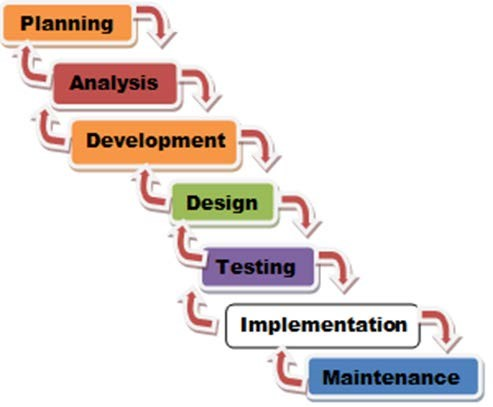 Planning
Analysis
Development
Design
Testing
Implementation
Maintenance